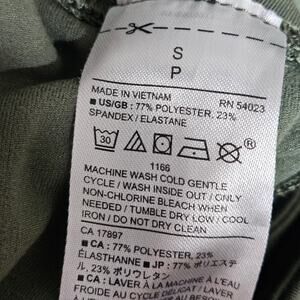 S
P
MADE IN VIETNAM RN 54023
■ US/GB : 77% POLYESTER, 23%
SPANDEX / ELASTANE
30
1166
MACHINE WASH COLD GENTLE
CYCLE / WASH INSIDE OUT / ONLY
NON-CHLORINE BLEACH WHEN
NEEDED / TUMBLE DRY LOW / COOL
IRON / DO NOT DRY CLEAN
CA 17897
■ CA : 77% POLYESTER, 23%
ÉLASTHANNE ■ JP : 77% ポリエステ
ル, 23% ポリウレタン
■ CA : LAVER À LA MACHINE À L'EAU
FROIDE AU CYCLE DÉLICAT / LAVER